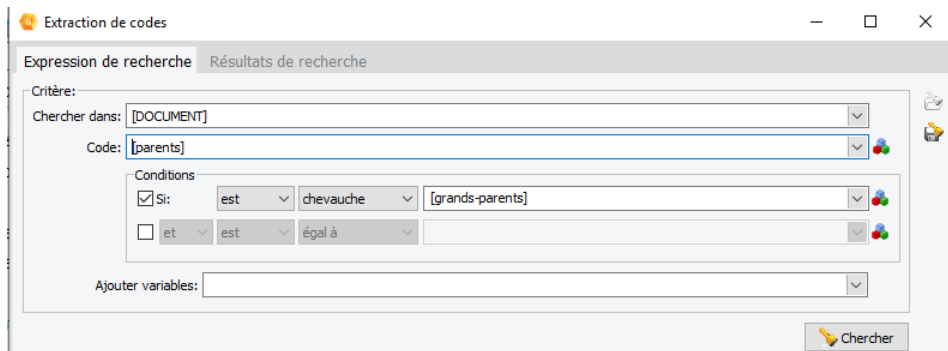 Extraction de codes
Expression de recherche Résultats de recherche
Critère:
Chercher dans: [DOCUMENT]
Code: [parents]
Conditions
Si: est chevauche [grands-parents]
et est égal à
Ajouter variables:
Chercher